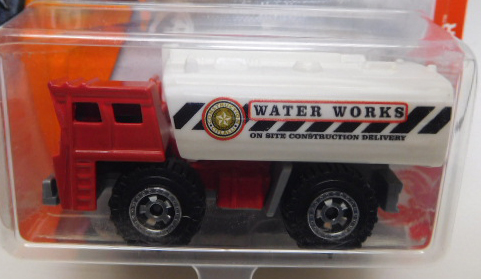 WATER WORKS
ON SITE CONSTRUCTION DELIVERY